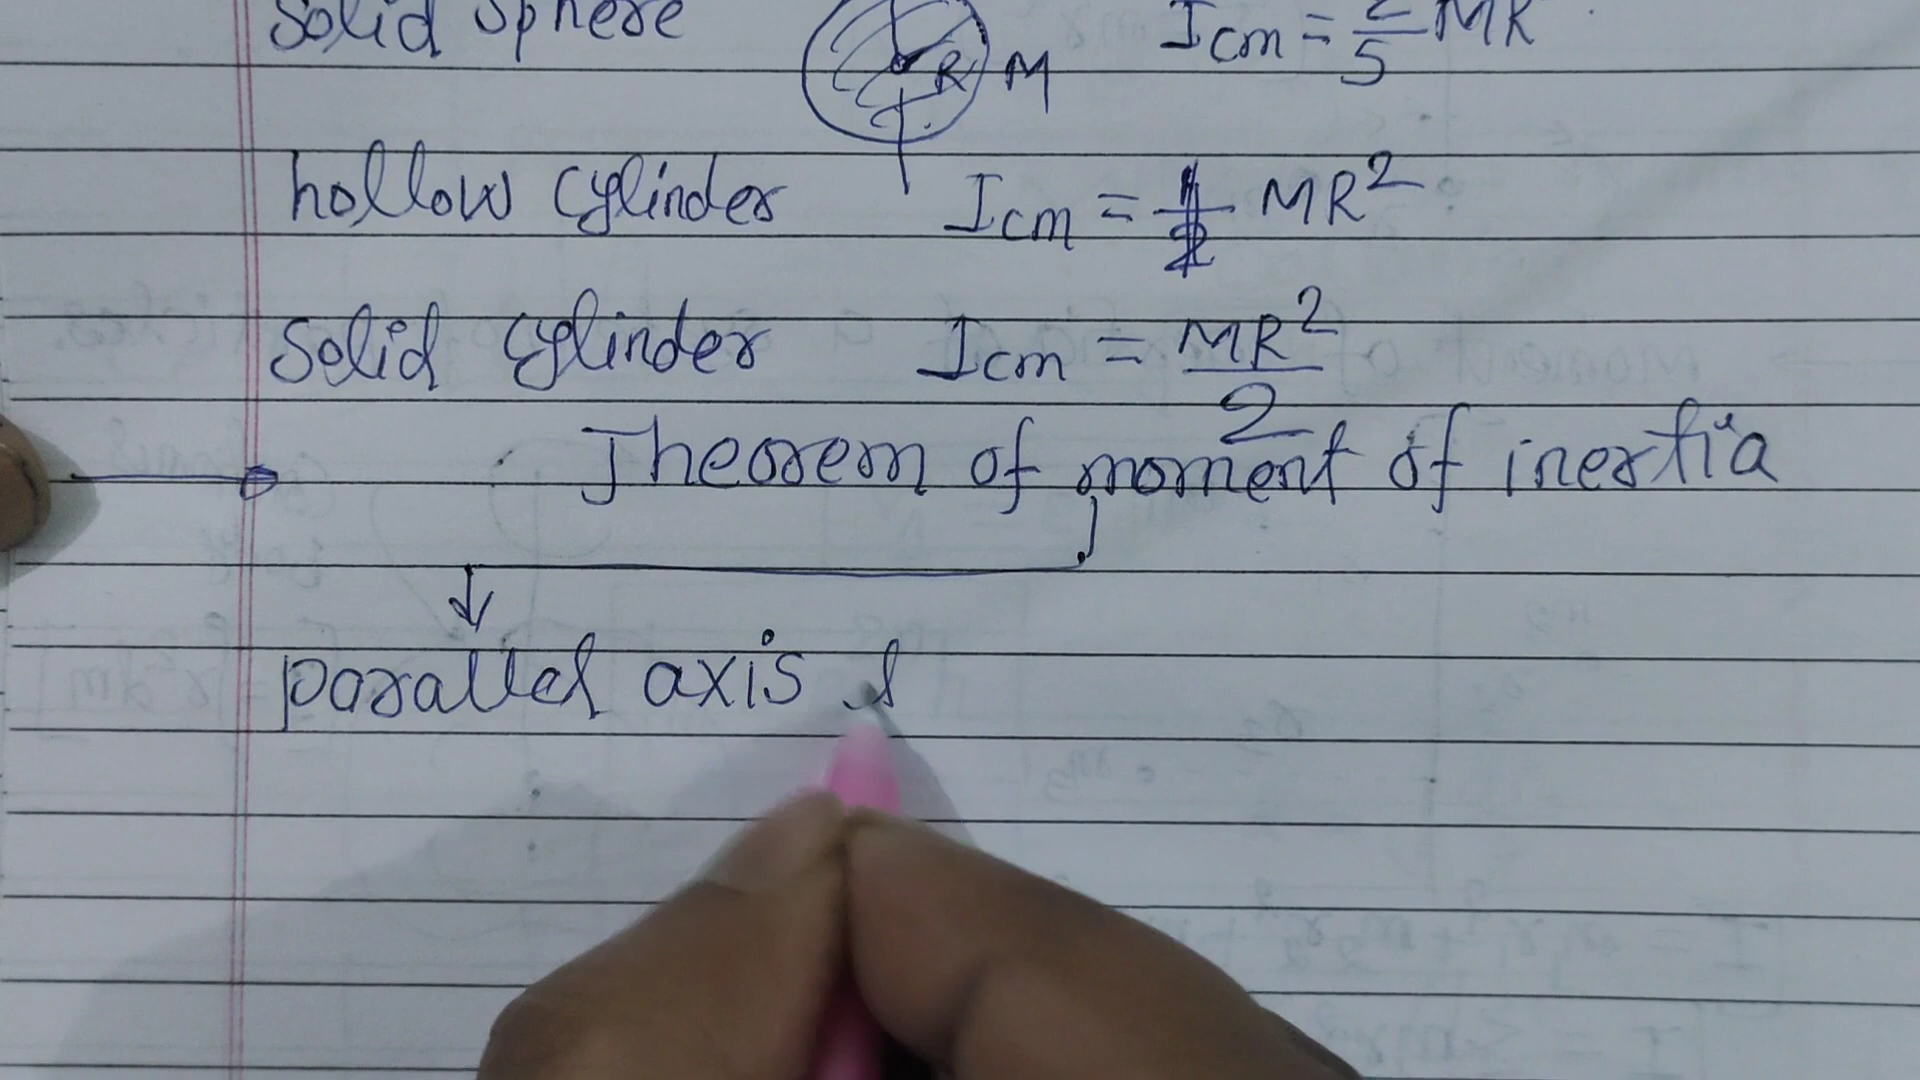 Solid Sphere R M Icm = 2/5 MR
hollow cylinder Icm = MR²
Solid cylinder Icm = MR²/2
Theorem of moment of inertia
parallel axis